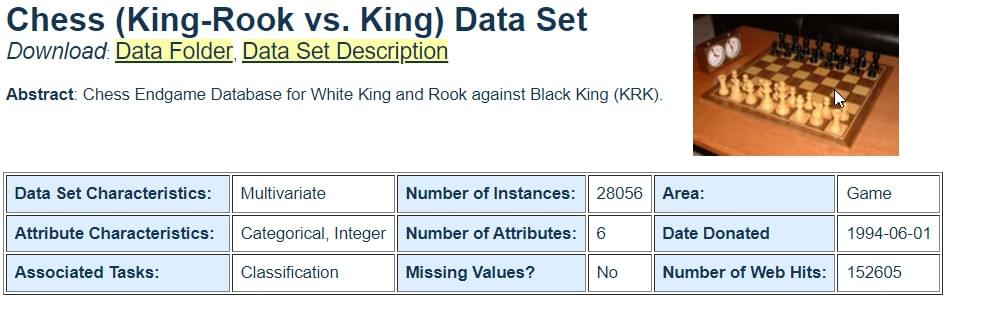 Chess (King-Rook vs. King) Data Set
Download: Data Folder, Data Set Description
Abstract: Chess Endgame Database for White King and Rook against Black King (KRK).
Data Set Characteristics: Multivariate Number of Instances: 28056 Area: Game
Attribute Characteristics: Categorical, Integer Number of Attributes: 6 Date Donated 1994-06-01
Associated Tasks: Classification Missing Values? No Number of Web Hits: 152605